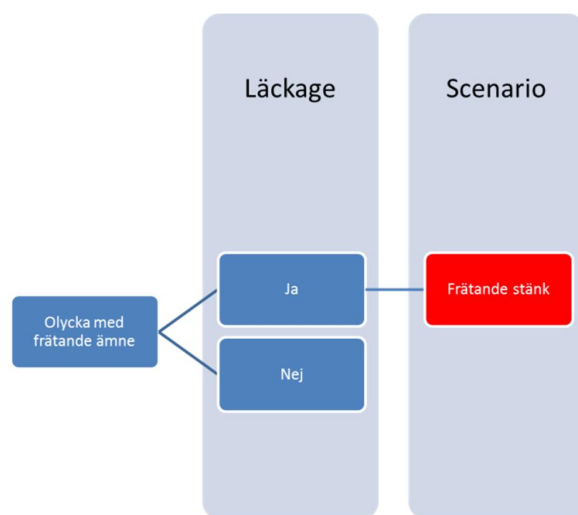 Läckage
Scenario
Olycka med
frätande ämne
Ja
Nej
Frätande stänk